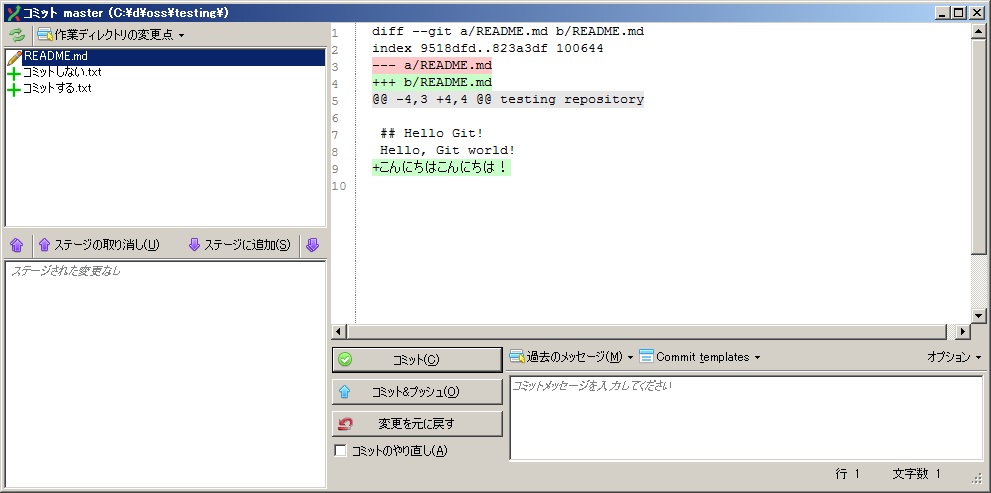 コミット master (C:¥d¥oss¥testing¥)
作業ディレクトリの変更点
README.md
コミットしない.txt
コミットする.txt
ステージの取り消し(U) ステージに追加(S)
ステージされた変更なし
1 diff --git a/README.md b/README.md
2 index 9518dfd..823a3df 100644
3 --- a/README.md
4 +++ b/README.md
5 @@ -4,3 +4,4 @@ testing repository
6
7 ## Hello Git!
8 Hello, Git world!
9 +こんにちはこんにちは！
10
コミット(C)
コミット&プッシュ(O)
変更を元に戻す
コミットのやり直し(A)
過去のメッセージ(M) Commit templates オプション
コミットメッセージを入力してください
行 1 文字数 1